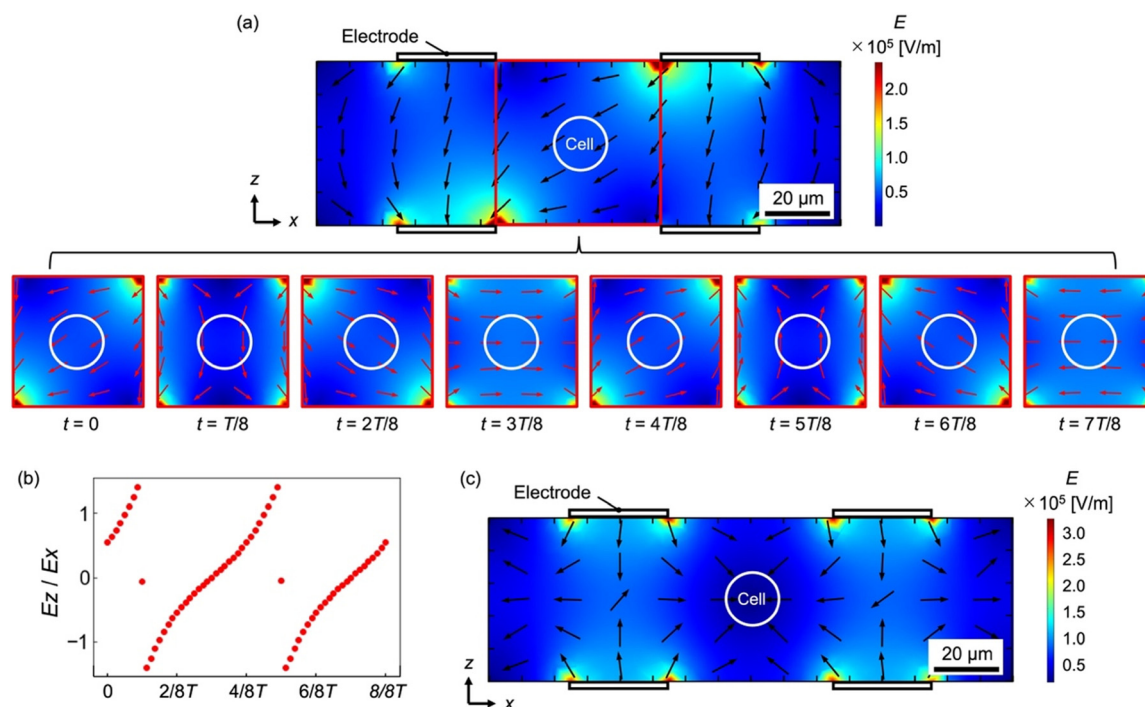 (a)
Electrode
E
× 10⁵ [V/m]
2.0
1.5
1.0
0.5
Cell
z
x
20 μm
t = 0
t = T/8
t = 2T/8
t = 3T/8
t = 4T/8
t = 5T/8
t = 6T/8
t = 7T/8
(b)
Ez / Ex
1
0
−1
0
2/8T
4/8T
6/8T
8/8T
(c)
Electrode
E
× 10⁵ [V/m]
3.0
2.5
2.0
1.5
1.0
0.5
Cell
z
x
20 μm